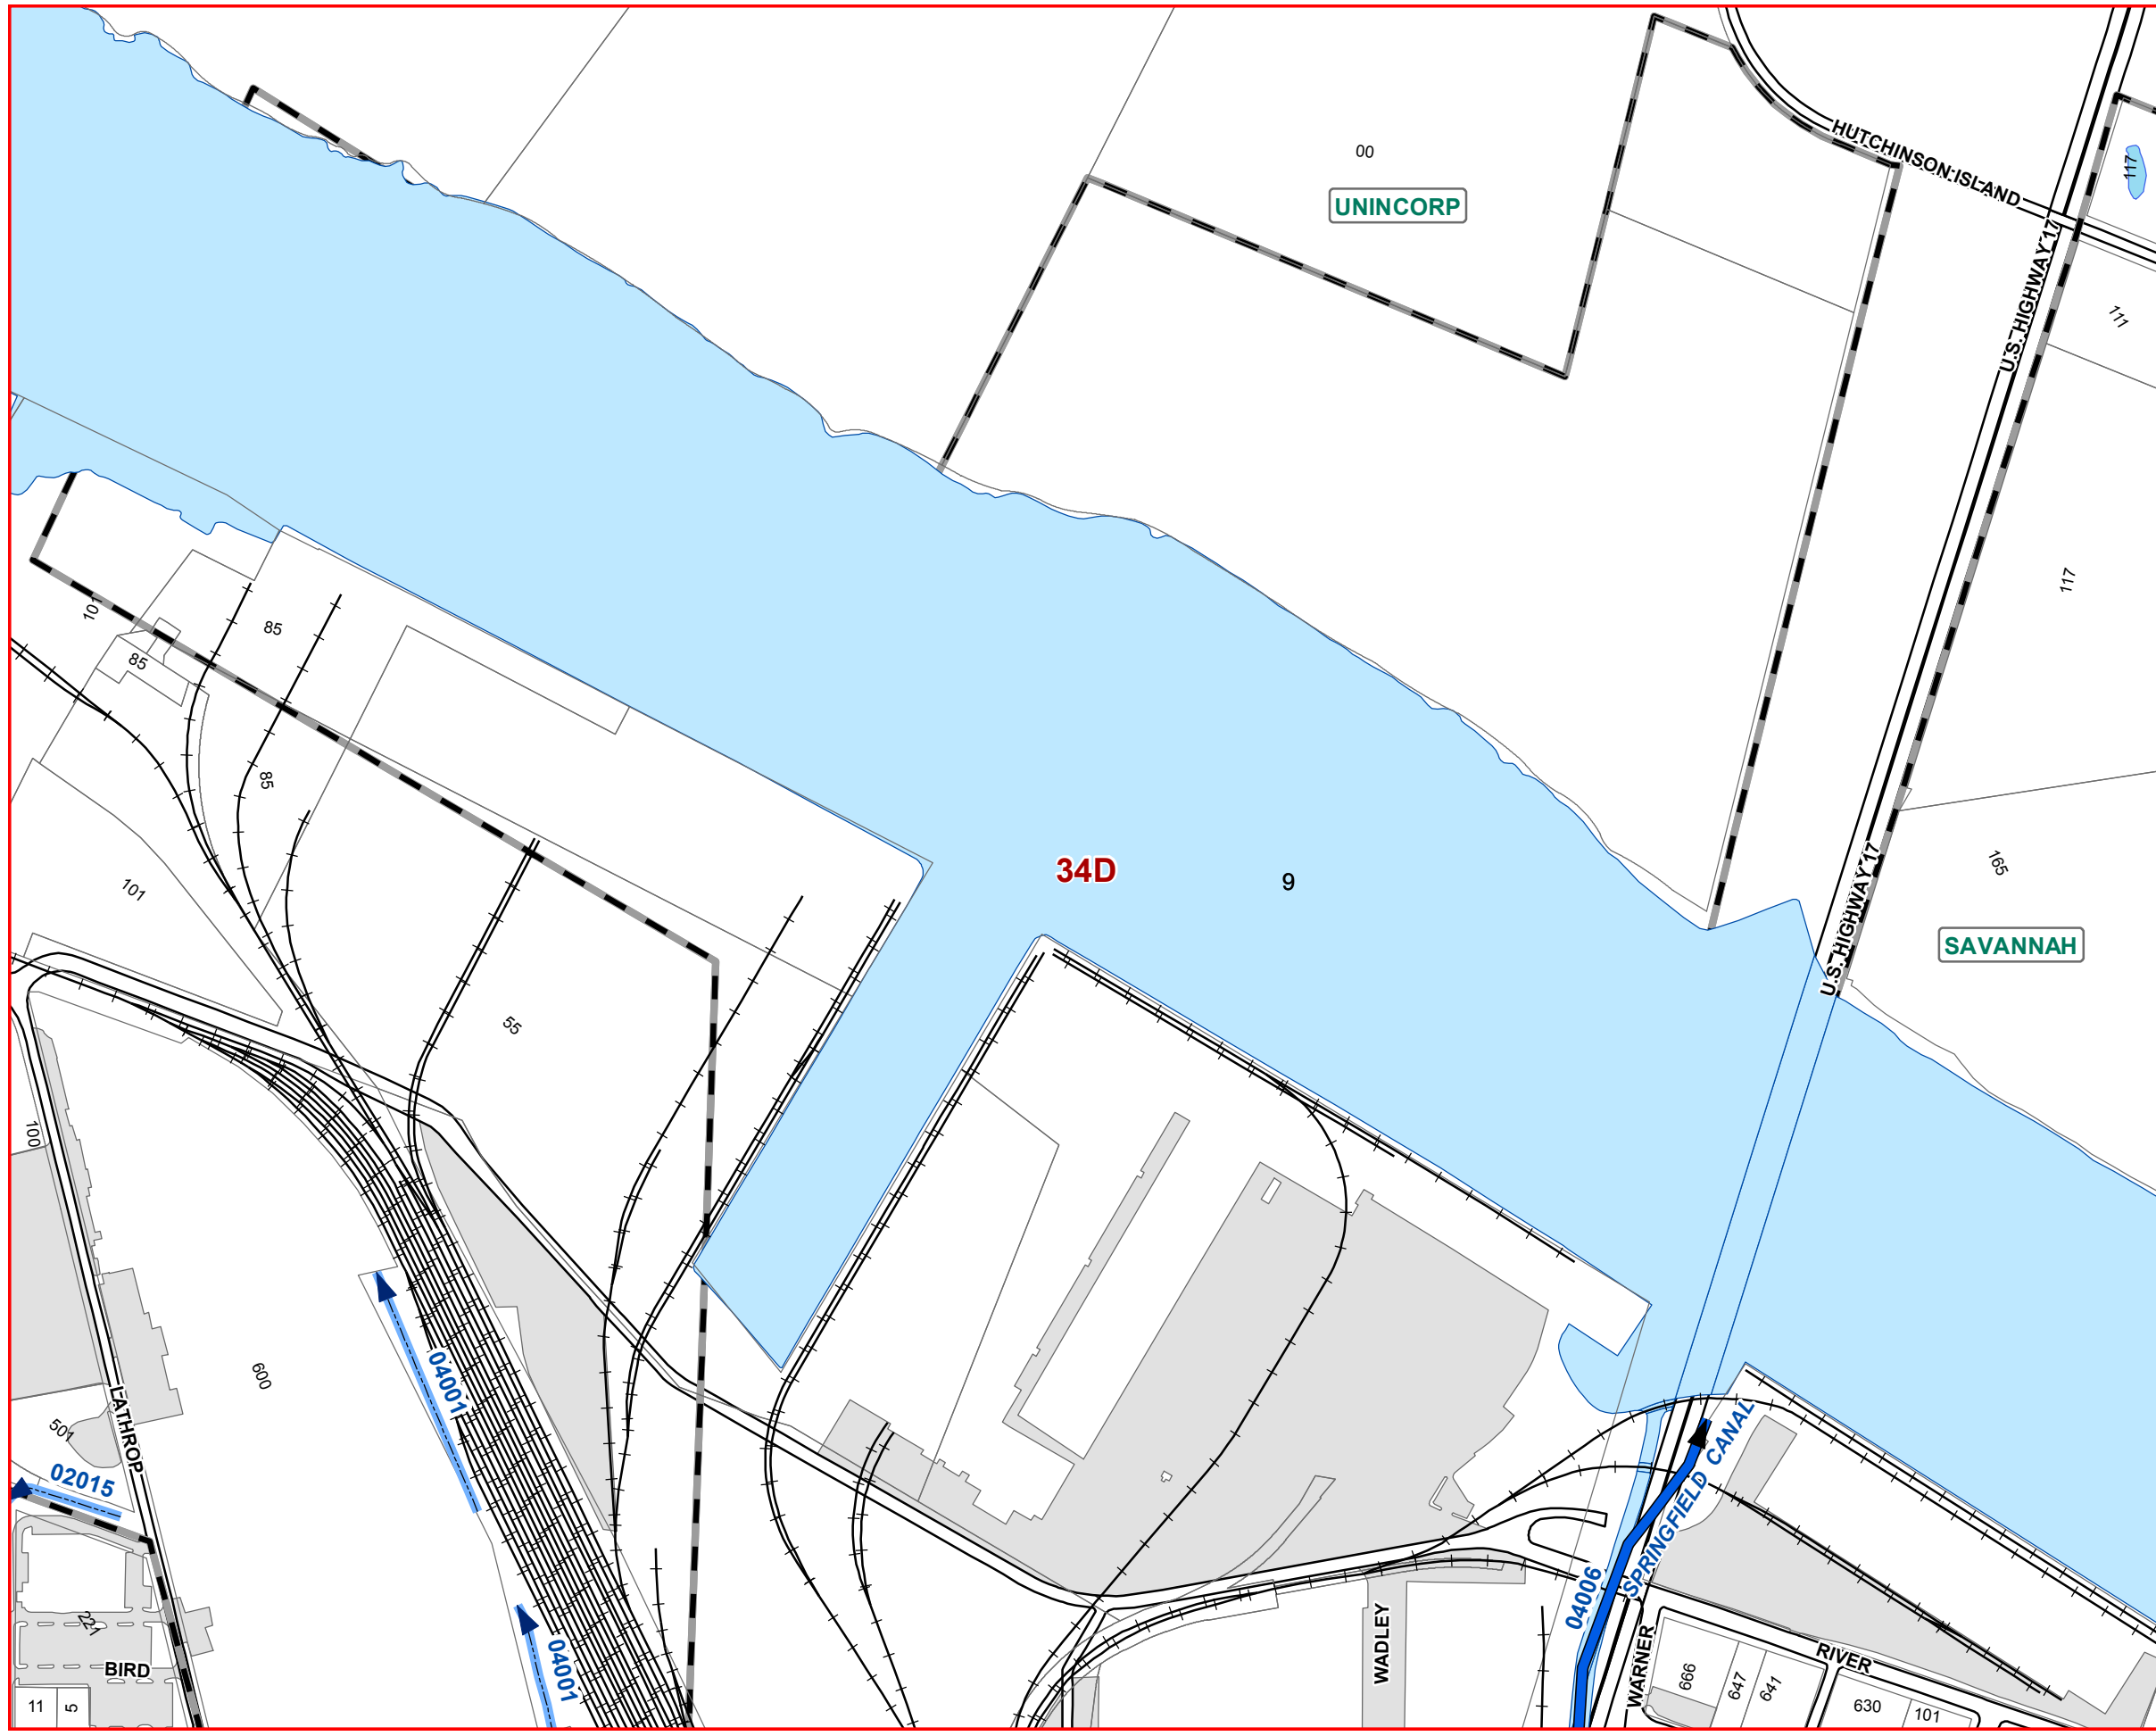 00
UNINCORP
HUTCHINSON ISLAND
117
U.S. HIGHWAY 17
111
117
101
85
85
85
101
34D
9
165
U.S. HIGHWAY 17
SAVANNAH
55
100
600
04001
LATHROP
501
02015
SPRINGFIELD CANAL
04006
221
BIRD
04001
WADLEY
WARNER
RIVER
666
647
641
630
101
11
5